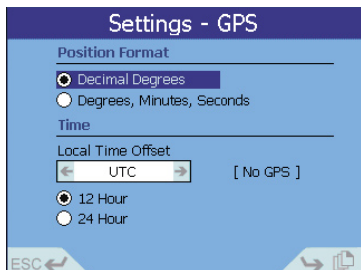 Settings - GPS
Position Format
Decimal Degrees
Degrees, Minutes, Seconds
Time
Local Time Offset
UTC
[ No GPS ]
12 Hour
24 Hour
ESC